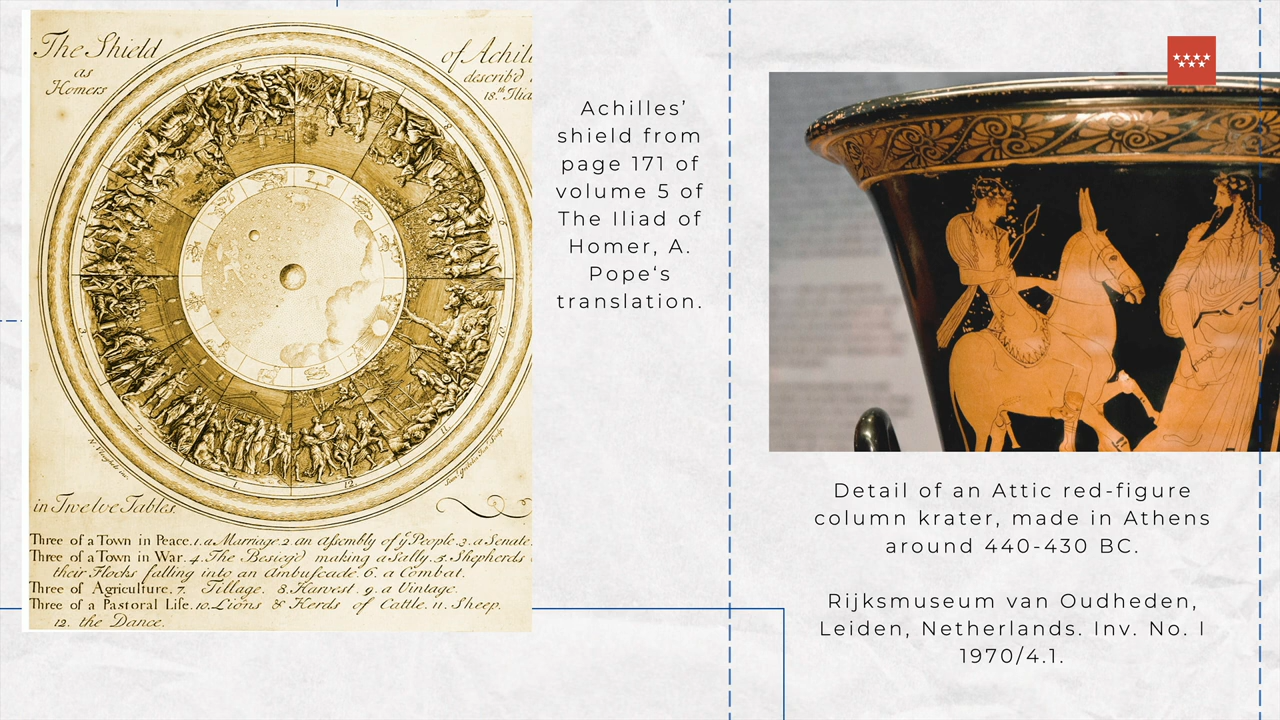 The Shield
as
Homers
of Achil
describ'd
18.th Ilia
in Twelve Tables
Three of a Town in Peace. 1. a Marriage 2. an assembly of ye People 3. a Senate
Three of a Town in War. 4. The Besieg'd making a Sally. 5. Shepherds
their Flocks falling into an Ambuscade. 6. a Combat.
Three of Agriculture. 7. Tillage. 8. Harvest. 9. a Vintage.
Three of a Pastoral Life. 10. Lions & Herds of Cattle. 11. Sheep.
12. the Dance.
Achilles’
shield from
page 171 of
volume 5 of
The Iliad of
Homer, A.
Pope‘s
translation.
Detail of an Attic red-figure
column krater, made in Athens
around 440-430 BC.
Rijksmuseum van Oudheden,
Leiden, Netherlands. Inv. No. I
1970/4.1.